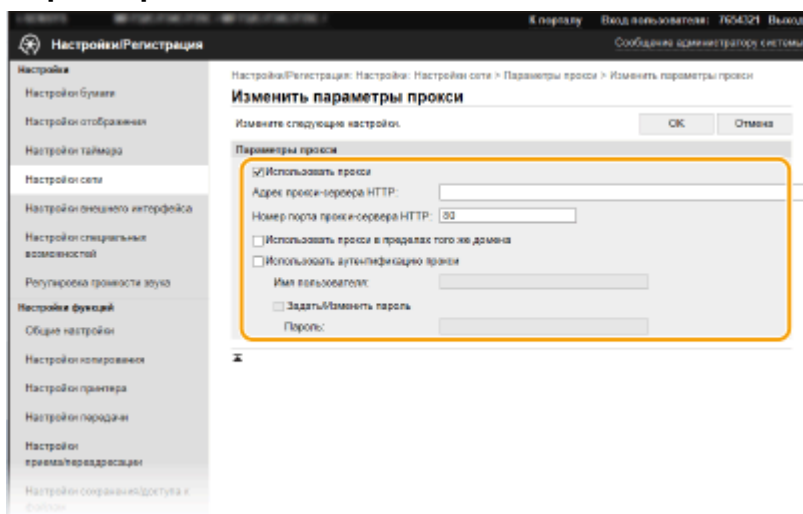 К порталу Вход пользователя: 7654321 Выход
Настройки/Регистрация
Сообщение администратору системы
Настройка
Настройки бумаги
Настройки отображения
Настройки таймера
Настройки сети
Настройки внешнего интерфейса
Настройки специальных
возможностей
Регулировка громкости звука
Настройки функций
Общие настройки
Настройки копирования
Настройки принтера
Настройки передачи
Настройки
приема/переадресации
Настройки сохранения/доступа к
файлам
Настройки/Регистрация: Настройка: Настройки сети > Параметры прокси > Изменить параметры прокси
Изменить параметры прокси
Измените следующие настройки.
OK Отмена
Параметры прокси
Использовать прокси
Адрес прокси-сервера HTTP:
Номер порта прокси-сервера HTTP: 80
Использовать прокси в пределах того же домена
Использовать аутентификацию прокси
Имя пользователя:
Задать/Изменить пароль
Пароль: